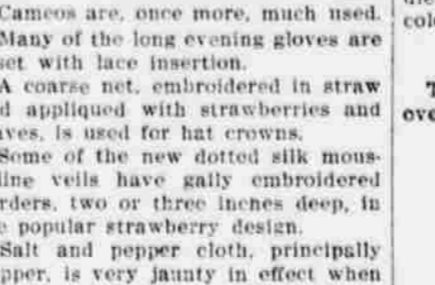 Cameos are, once more, much used.
Many of the long evening gloves are
set with lace insertion.
A coarse net, embroidered in straw
d appliqued with strawberries and
aves, is used for hat crowns.
Some of the new dotted silk mous-
line veils have gaily embroidered
rders, two or three inches deep, in
e popular strawberry design.
Salt and pepper cloth, principally
pper, is very jaunty in effect when
colo
T
ove